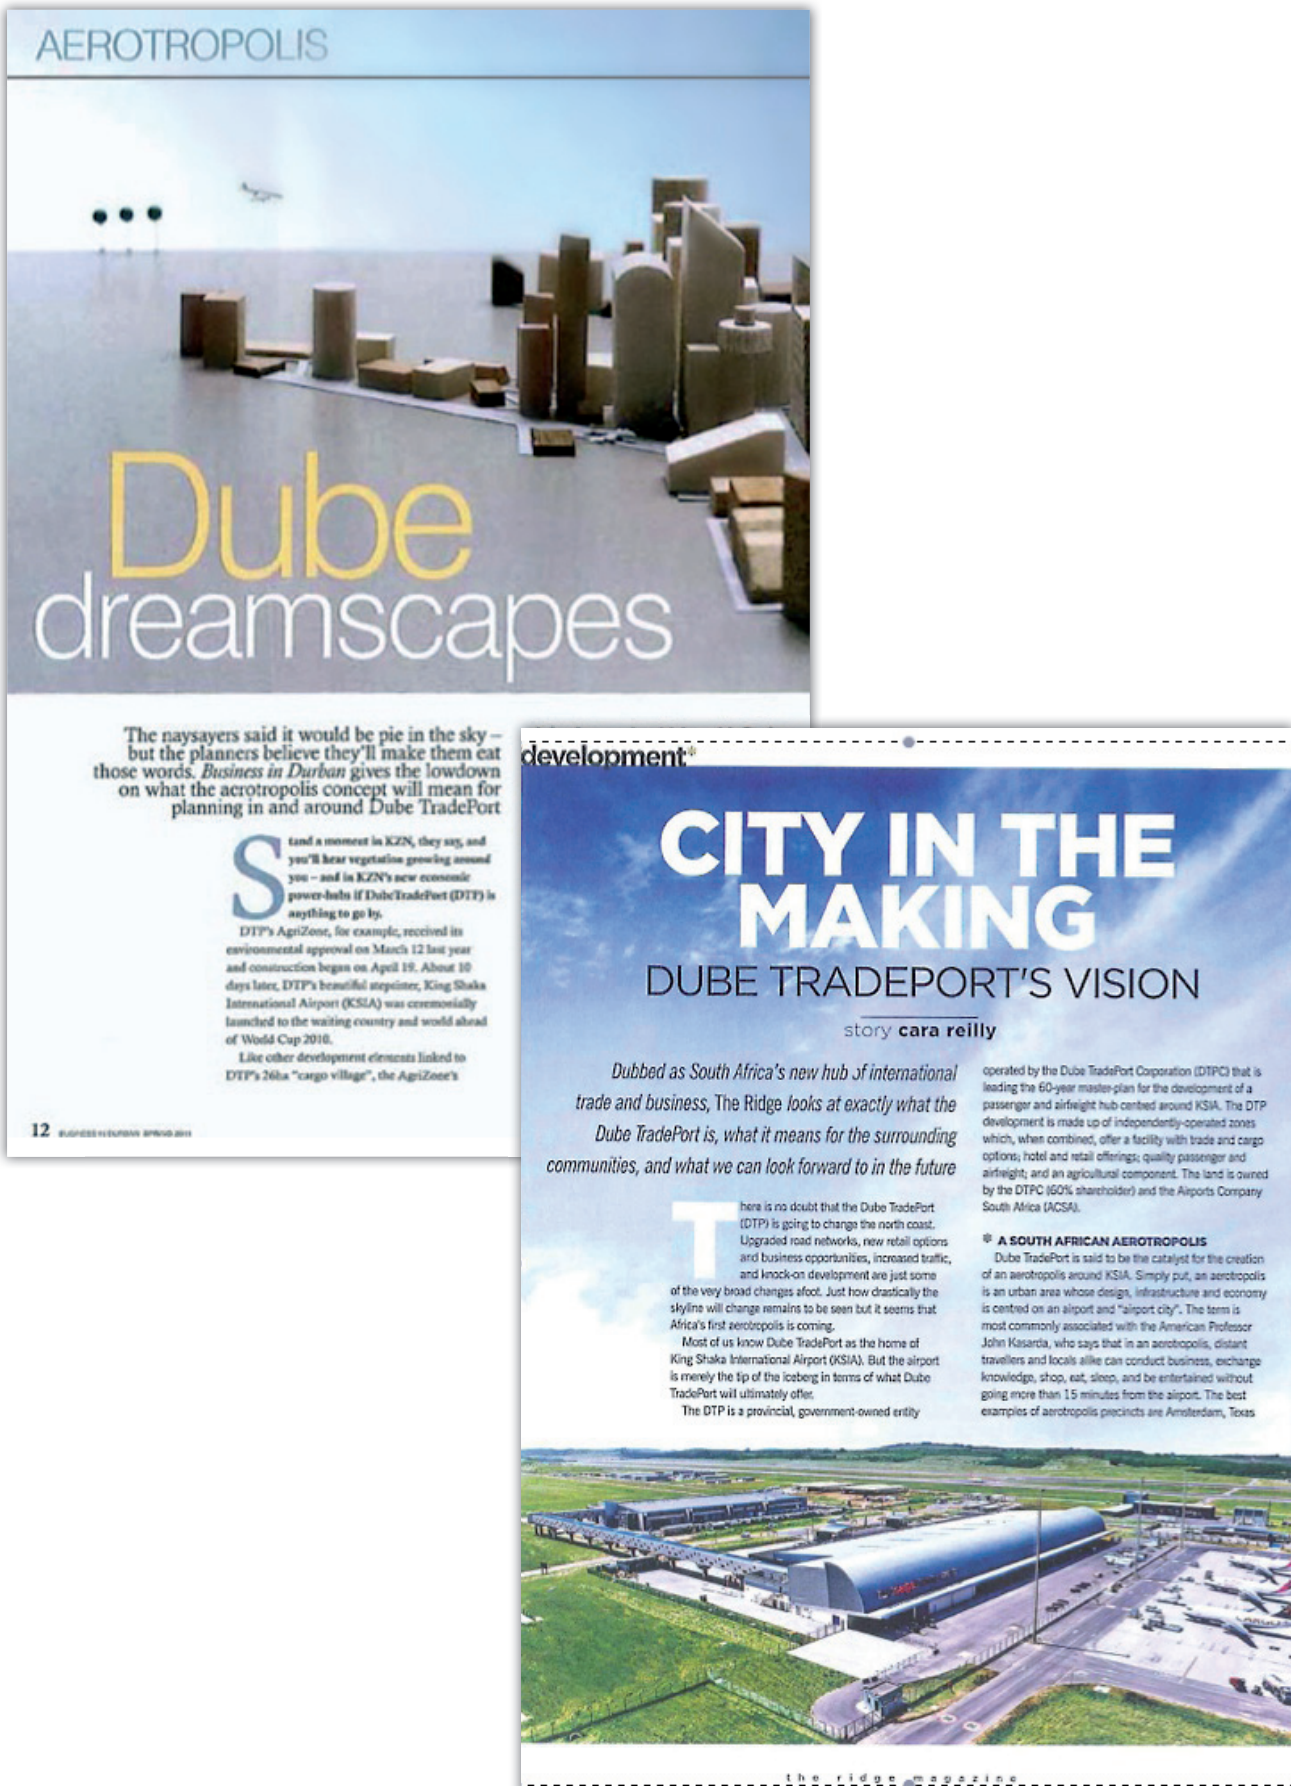 AEROTROPOLIS
Dube
dreamscapes
The naysayers said it would be pie in the sky –
but the planners believe they'll make them eat
those words. Business in Durban gives the lowdown
on what the aerotropolis concept will mean for
planning in and around Dube TradePort
Stand a moment in KZN, they say, and
you'll hear vegetation growing around
you – and in KZN's new economic
power-hubs if DubeTradePort (DTP) is
anything to go by.
DTP's AgriZone, for example, received its
environmental approval on March 12 last year
and construction began on April 19. About 10
days later, DTP's beautiful stepsister, King Shaka
International Airport (KSIA) was ceremonially
launched to the waiting country and world ahead
of World Cup 2010.
Like other development elements linked to
DTP's 26ha "cargo village", the AgriZone's
12 BUSINESS IN DURBAN SPRING 2011
development*
CITY IN THE
MAKING
DUBE TRADEPORT'S VISION
story cara reilly
Dubbed as South Africa's new hub of international
trade and business, The Ridge looks at exactly what the
Dube TradePort is, what it means for the surrounding
communities, and what we can look forward to in the future
There is no doubt that the Dube TradePort
(DTP) is going to change the north coast.
Upgraded road networks, new retail options
and business opportunities, increased traffic,
and knock-on development are just some
of the very broad changes afoot. Just how drastically the
skyline will change remains to be seen but it seems that
Africa's first aerotropolis is coming.
Most of us know Dube TradePort as the home of
King Shaka International Airport (KSIA). But the airport
is merely the tip of the iceberg in terms of what Dube
TradePort will ultimately offer.
The DTP is a provincial, government-owned entity
operated by the Dube TradePort Corporation (DTPC) that is
leading the 60-year master-plan for the development of a
passenger and airfreight hub centred around KSIA. The DTP
development is made up of independently-operated zones
which, when combined, offer a facility with trade and cargo
options; hotel and retail offerings; quality passenger and
airfreight; and an agricultural component. The land is owned
by the DTPC (60% shareholder) and the Airports Company
South Africa (ACSA).
* A SOUTH AFRICAN AEROTROPOLIS
Dube TradePort is said to be the catalyst for the creation
of an aerotropolis around KSIA. Simply put, an aerotropolis
is an urban area whose design, infrastructure and economy
is centred on an airport and "airport city". The term is
most commonly associated with the American Professor
John Kasarda, who says that in an aerotropolis, distant
travellers and locals alike can conduct business, exchange
knowledge, shop, eat, sleep, and be entertained without
going more than 15 minutes from the airport. The best
examples of aerotropolis precincts are Amsterdam, Texas
the ridge magazine